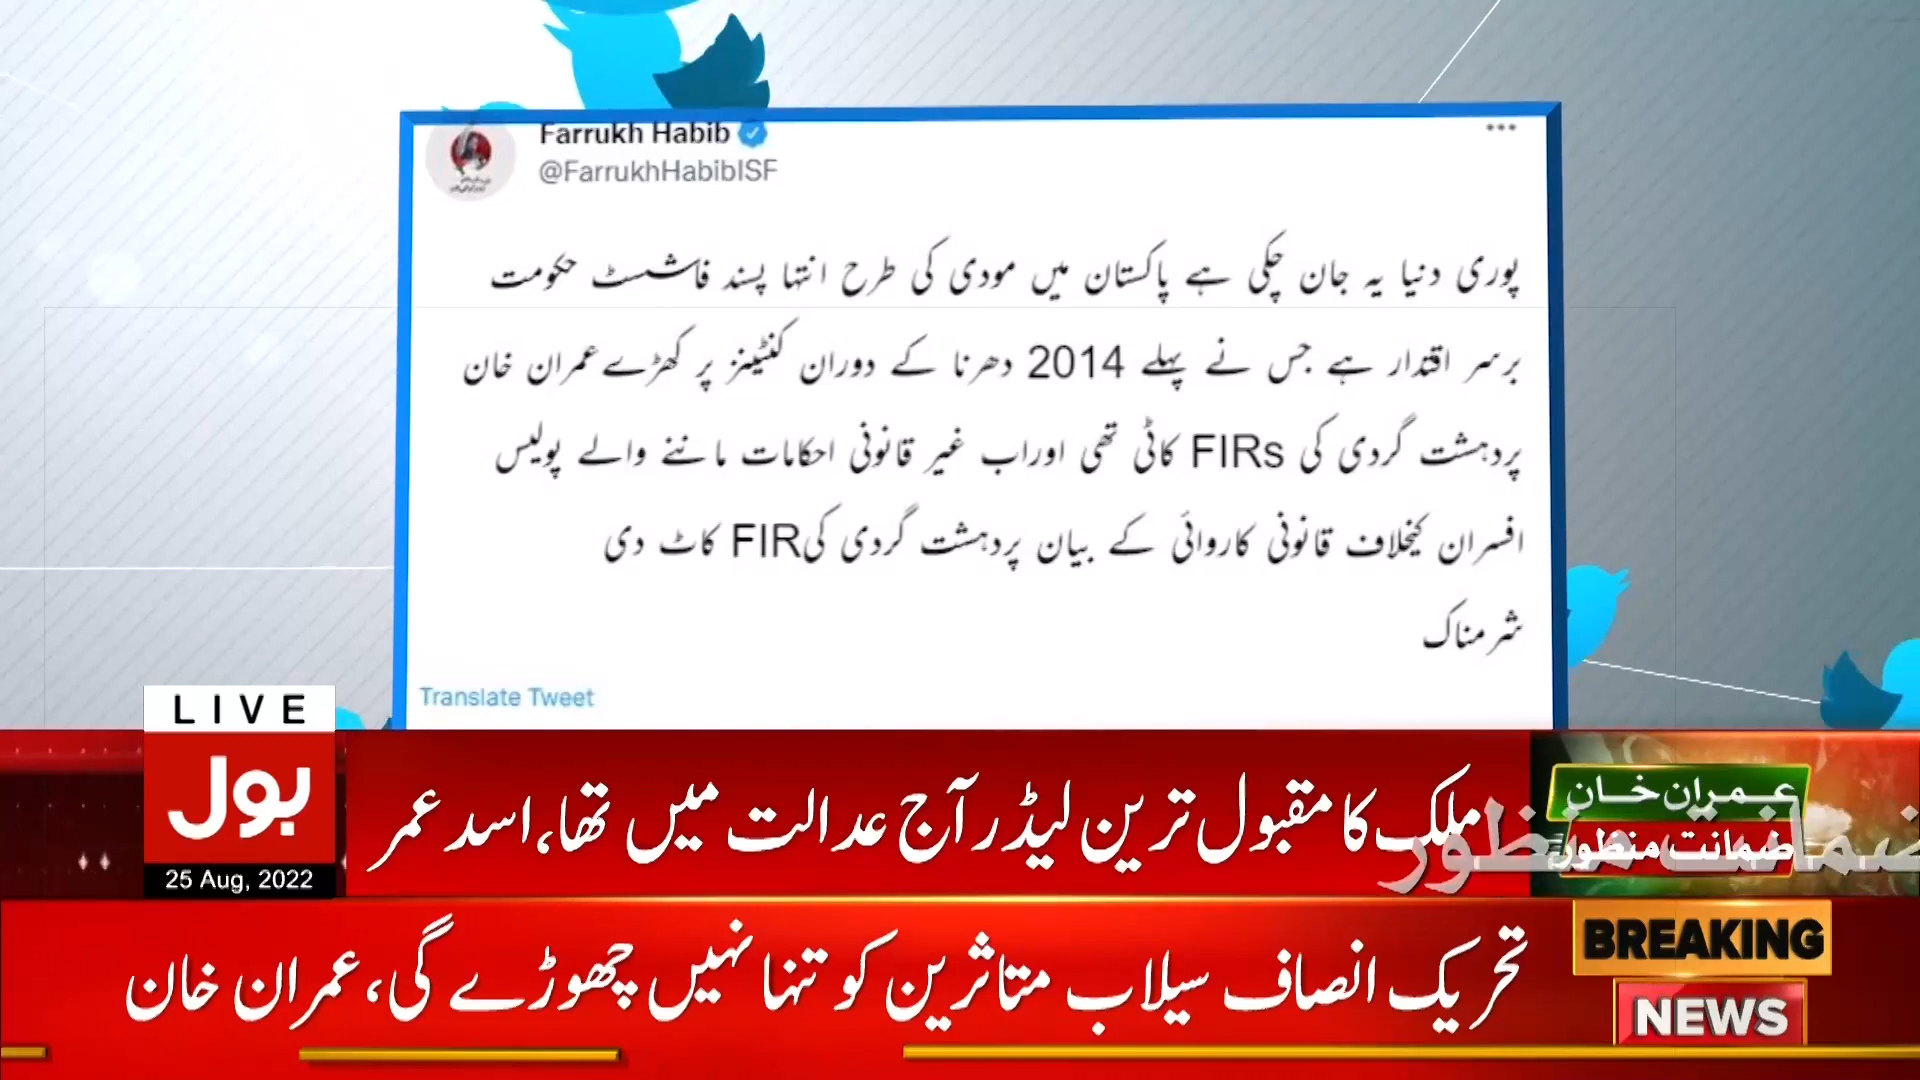 Farrukh Habib
@FarrukhHabibISF
پوری دنیا یہ جان چکی ہے پاکستان میں مودی کی طرح انتہا پسند فاشسٹ حکومت
برسر اقتدار ہے جس نے پہلے 2014 دھرنا کے دوران کنٹینز پر کھڑے عمران خان
پردہشت گردی کی FIRs کاٹی تھی اوراب غیر قانونی احکامات ماننے والے پولیس
افسران کیخلاف قانونی کاروائی کے بیان پردہشت گردی کیFIR کاٹ دی
شرمناک
Translate Tweet
LIVE
بول
25 Aug, 2022
ملک کا مقبول ترین لیڈر آج عدالت میں تھا، اسد عمر
عمران خان
ضمانت منظور
ضمانت منظور
تحریک انصاف سیلاب متاثرین کو تنہا نہیں چھوڑے گی، عمران خان
BREAKING
NEWS